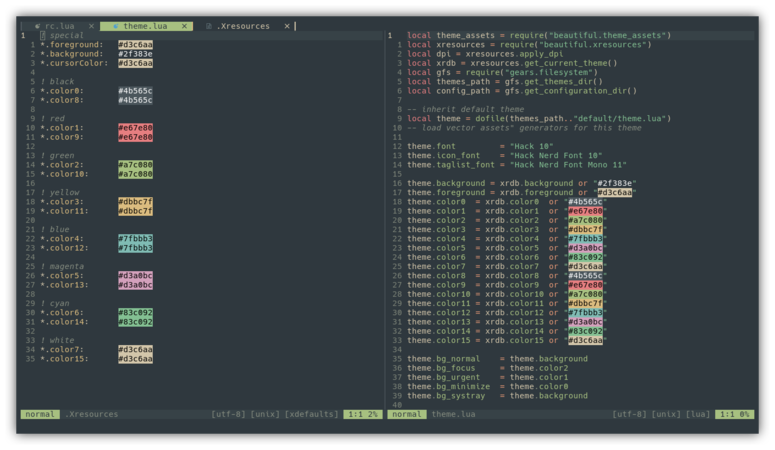 rc.lua × theme.lua × .Xresources ×
1 ! special
1 *.foreground: #d3c6aa
2 *.background: #2f383e
3 *.cursorColor: #d3c6aa
4
5 ! black
6 *.color0: #4b565c
7 *.color8: #4b565c
8
9 ! red
10 *.color1: #e67e80
11 *.color9: #e67e80
12
13 ! green
14 *.color2: #a7c080
15 *.color10: #a7c080
16
17 ! yellow
18 *.color3: #dbbc7f
19 *.color11: #dbbc7f
20
21 ! blue
22 *.color4: #7fbbb3
23 *.color12: #7fbbb3
24
25 ! magenta
26 *.color5: #d3a0bc
27 *.color13: #d3a0bc
28
29 ! cyan
30 *.color6: #83c092
31 *.color14: #83c092
32
33 ! white
34 *.color7: #d3c6aa
35 *.color15: #d3c6aa
normal .Xresources [utf-8] [unix] [xdefaults] 1:1 2%
1 local theme_assets = require("beautiful.theme_assets")
1 local xresources = require("beautiful.xresources")
2 local dpi = xresources.apply_dpi
3 local xrdb = xresources.get_current_theme()
4 local gfs = require("gears.filesystem")
5 local themes_path = gfs.get_themes_dir()
6 local config_path = gfs.get_configuration_dir()
7
8 -- inherit default theme
9 local theme = dofile(themes_path.."default/theme.lua")
10 -- load vector assets" generators for this theme
11
12 theme.font = "Hack 10"
13 theme.icon_font = "Hack Nerd Font 10"
14 theme.taglist_font = "Hack Nerd Font Mono 11"
15
16 theme.background = xrdb.background or "#2f383e"
17 theme.foreground = xrdb.foreground or "#d3c6aa"
18 theme.color0 = xrdb.color0 or "#4b565c"
19 theme.color1 = xrdb.color1 or "#e67e80"
20 theme.color2 = xrdb.color2 or "#a7c080"
21 theme.color3 = xrdb.color3 or "#dbbc7f"
22 theme.color4 = xrdb.color4 or "#7fbbb3"
23 theme.color5 = xrdb.color5 or "#d3a0bc"
24 theme.color6 = xrdb.color6 or "#83c092"
25 theme.color7 = xrdb.color7 or "#d3c6aa"
26 theme.color8 = xrdb.color8 or "#4b565c"
27 theme.color9 = xrdb.color9 or "#e67e80"
28 theme.color10 = xrdb.color10 or "#a7c080"
29 theme.color11 = xrdb.color11 or "#dbbc7f"
30 theme.color12 = xrdb.color12 or "#7fbbb3"
31 theme.color13 = xrdb.color13 or "#d3a0bc"
32 theme.color14 = xrdb.color14 or "#83c092"
33 theme.color15 = xrdb.color15 or "#d3c6aa"
34
35 theme.bg_normal = theme.background
36 theme.bg_focus = theme.color2
37 theme.bg_urgent = theme.color1
38 theme.bg_minimize = theme.color0
39 theme.bg_systray = theme.background
40
normal theme.lua [utf-8] [unix] [lua] 1:1 0%